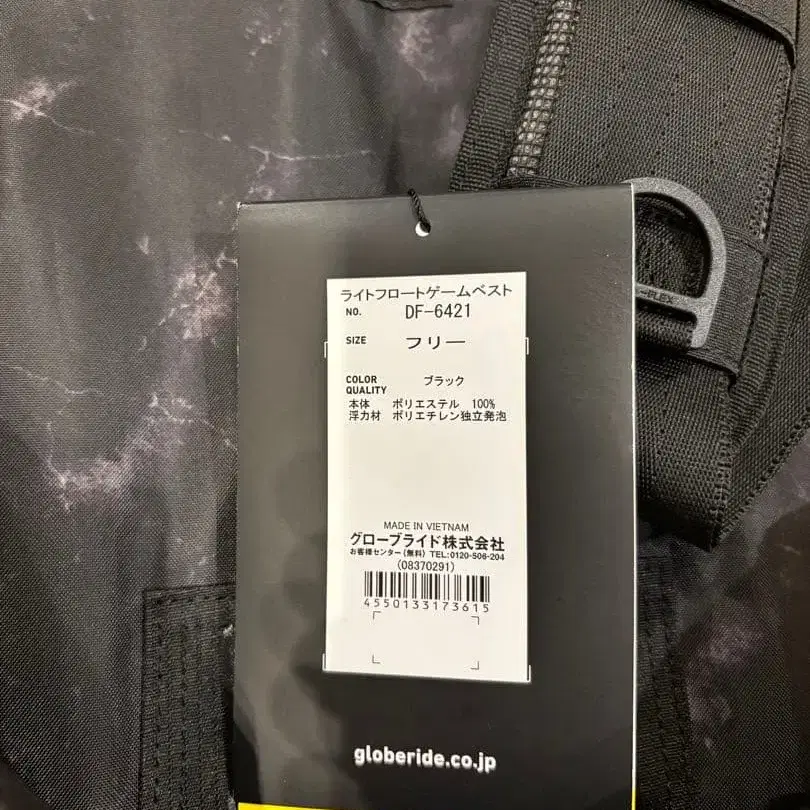 ライトフロートゲームベスト
NO. DF-6421
SIZE フリー
COLOR ブラック
QUALITY
本体 ポリエステル 100%
浮力材 ポリエチレン独立発泡
MADE IN VIETNAM
グローブライド株式会社
お客様センター(無料) TEL:0120-506-204
(08370291)
4550133173615
globeride.co.jp
-FLEX